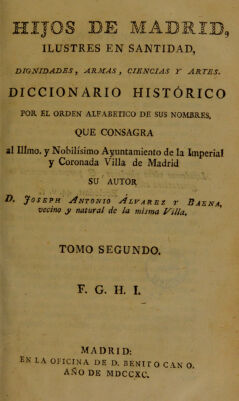 HIJOS DE MADRID,
ILUSTRES EN SANTIDAD,
DIGNIDADES, ARMAS, CIENCIAS Y ARTES.
DICCIONARIO HISTÓRICO
POR EL ORDEN ALFABETICO DE SUS NOMBRES,
QUE CONSAGRA
al Illmo. y Nobilísimo Ayuntamiento de la Imperial
y Coronada Villa de Madrid
SU AUTOR
D. JOSEPH ANTONIO ÁLVAREZ Y BAENA,
vecino y natural de la misma Villa.
TOMO SEGUNDO.
F. G. H. I.
MADRID:
EN LA OFICINA DE D. BENITO CANO.
AÑO DE MDCCXC.